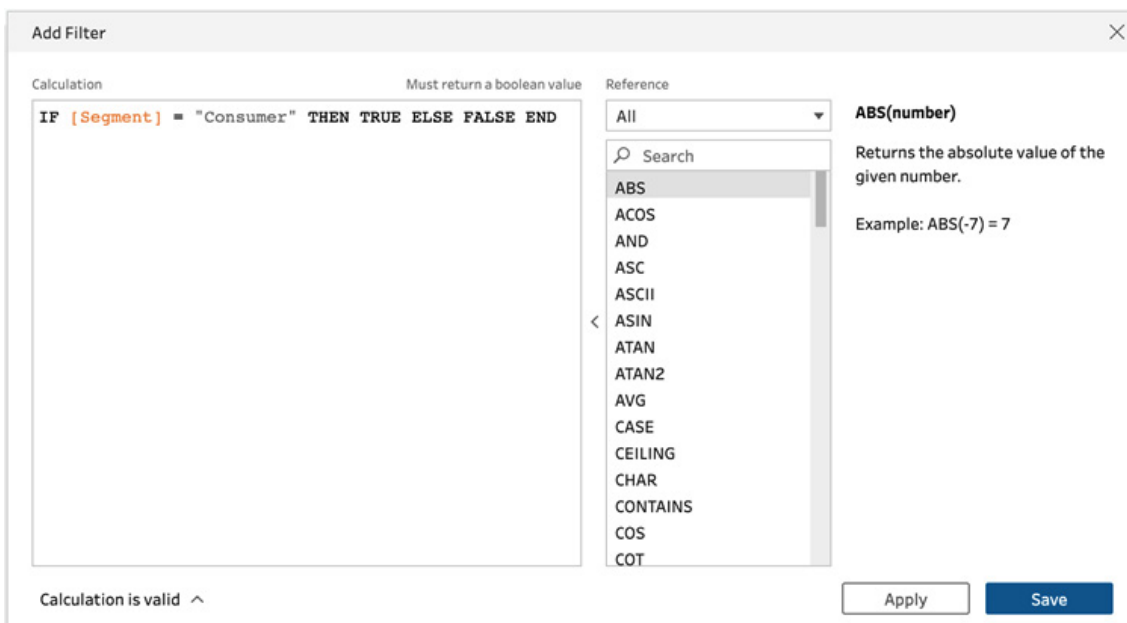 Add Filter
Calculation
Must return a boolean value
IF [Segment] = "Consumer" THEN TRUE ELSE FALSE END
Reference
All
Search
ABS
ACOS
AND
ASC
ASCII
ASIN
ATAN
ATAN2
AVG
CASE
CEILING
CHAR
CONTAINS
COS
COT
ABS(number)
Returns the absolute value of the
given number.
Example: ABS(-7) = 7
Calculation is valid
Apply
Save